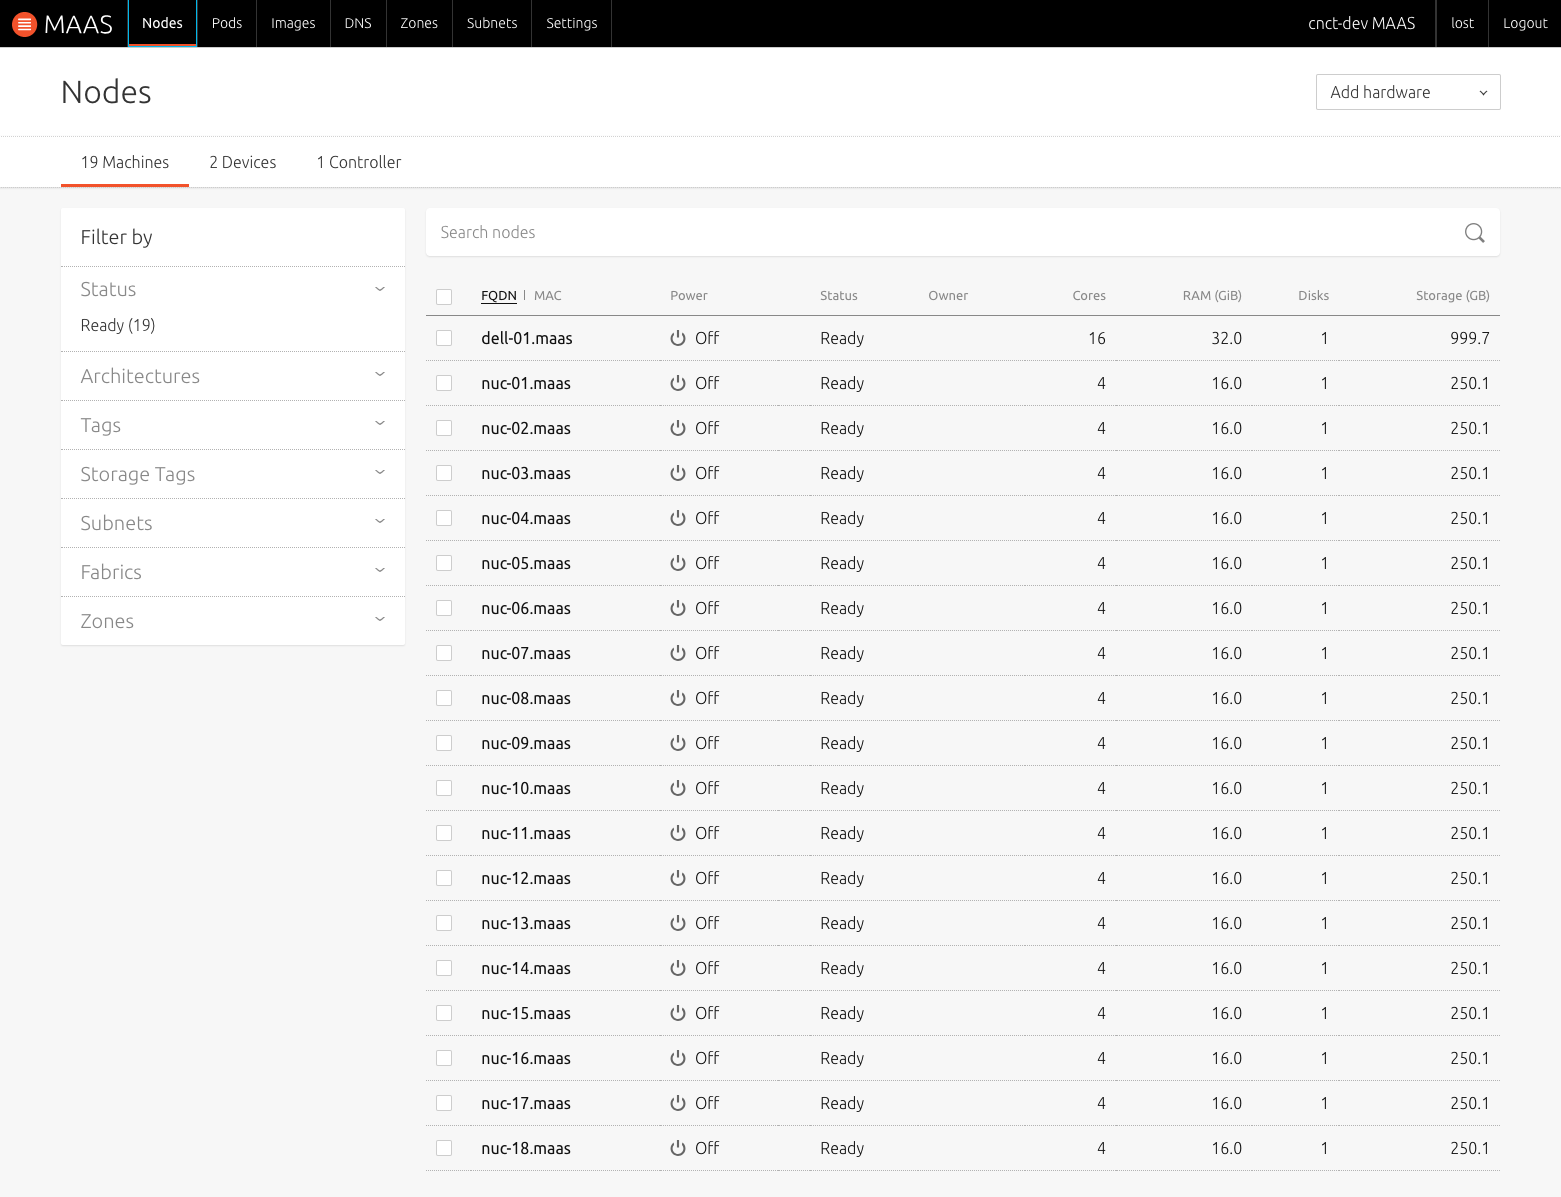 MAAS Nodes Pods Images DNS Zones Subnets Settings cnct-dev MAAS lost Logout
Nodes
Add hardware
19 Machines 2 Devices 1 Controller
Filter by
Status
Ready (19)
Architectures
Tags
Storage Tags
Subnets
Fabrics
Zones
Search nodes
FQDN | MAC Power Status Owner Cores RAM (GiB) Disks Storage (GB)
dell-01.maas Off Ready 16 32.0 1 999.7
nuc-01.maas Off Ready 4 16.0 1 250.1
nuc-02.maas Off Ready 4 16.0 1 250.1
nuc-03.maas Off Ready 4 16.0 1 250.1
nuc-04.maas Off Ready 4 16.0 1 250.1
nuc-05.maas Off Ready 4 16.0 1 250.1
nuc-06.maas Off Ready 4 16.0 1 250.1
nuc-07.maas Off Ready 4 16.0 1 250.1
nuc-08.maas Off Ready 4 16.0 1 250.1
nuc-09.maas Off Ready 4 16.0 1 250.1
nuc-10.maas Off Ready 4 16.0 1 250.1
nuc-11.maas Off Ready 4 16.0 1 250.1
nuc-12.maas Off Ready 4 16.0 1 250.1
nuc-13.maas Off Ready 4 16.0 1 250.1
nuc-14.maas Off Ready 4 16.0 1 250.1
nuc-15.maas Off Ready 4 16.0 1 250.1
nuc-16.maas Off Ready 4 16.0 1 250.1
nuc-17.maas Off Ready 4 16.0 1 250.1
nuc-18.maas Off Ready 4 16.0 1 250.1